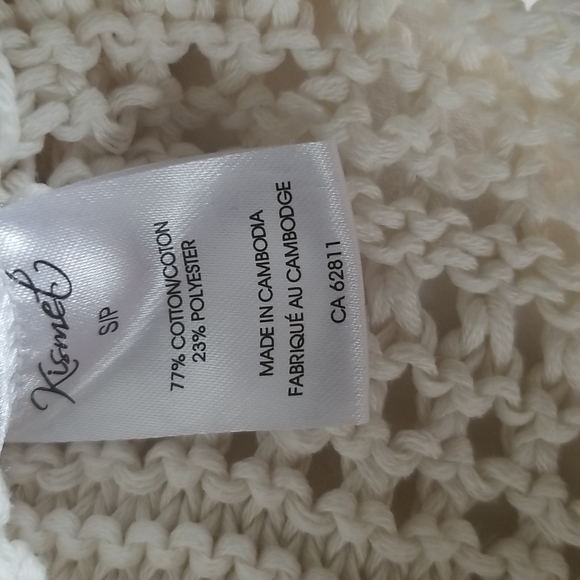 Kismet
S/P
77% COTTON/COTON
23% POLYESTER
MADE IN CAMBODIA
FABRIQUÉ AU CAMBODGE
CA 62811